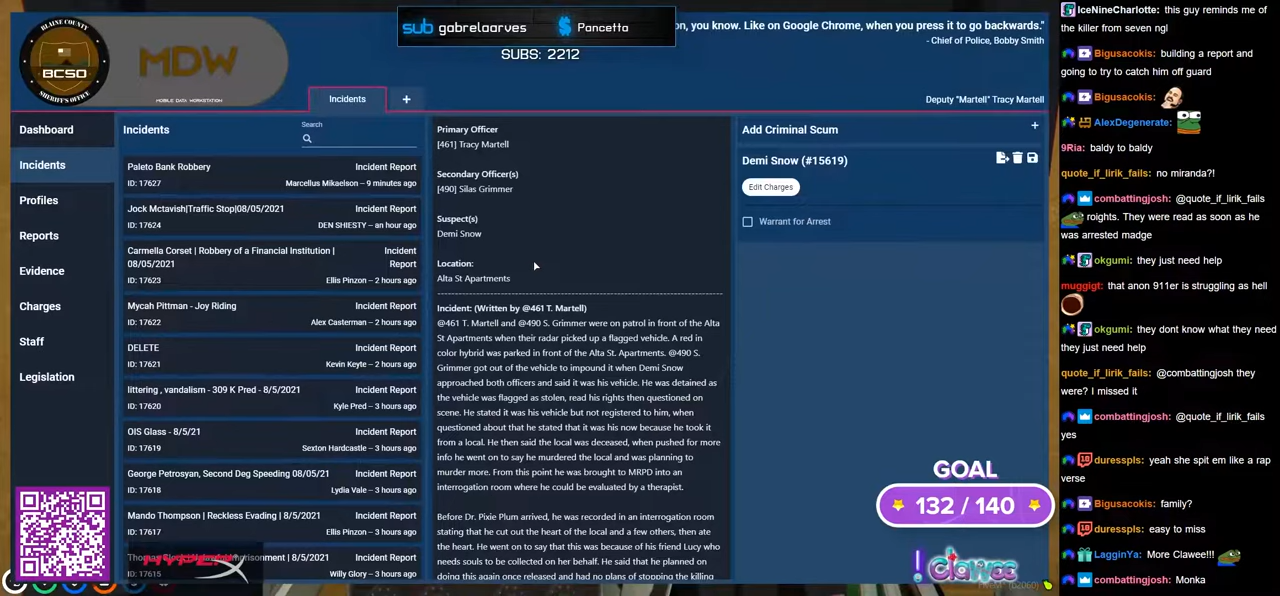 BLAINE COUNTY
BCSO
SHERIFF'S OFFICE
MDW
MOBILE DATA WORKSTATION
sub gabrelaarves
Pancetta
SUBS: 2212
on, you know. Like on Google Chrome, when you press it to go backwards."
- Chief of Police, Bobby Smith
Incidents
+
Deputy "Martell" Tracy Martell
Dashboard
Incidents
Profiles
Reports
Evidence
Charges
Staff
Legislation
Incidents
Search
Paleto Bank Robbery
Incident Report
ID: 17627
Marcellus Mikaelson – 9 minutes ago
Jock Mctavish|Traffic Stop|08/05/2021
Incident Report
ID: 17624
DEN SHIESTY – an hour ago
Carmella Corset | Robbery of a Financial Institution |
08/05/2021
Incident
Report
ID: 17623
Ellis Pinzon – 2 hours ago
Mycah Pittman - Joy Riding
Incident Report
ID: 17622
Alex Casterman – 2 hours ago
DELETE
Incident Report
ID: 17621
Kevin Keyte – 2 hours ago
littering , vandalism - 309 K Pred - 8/5/2021
Incident Report
ID: 17620
Kyle Pred – 3 hours ago
OIS Glass - 8/5/21
Incident Report
ID: 17619
Sexton Hardcastle – 3 hours ago
George Petrosyan, Second Deg Speeding 08/05/21
Incident Report
ID: 17618
Lydia Vale – 3 hours ago
Mando Thompson | Reckless Evading | 8/5/2021
Incident Report
ID: 17617
Ellis Pinzon – 3 hours ago
8/5/2021
Incident Report
ID: 17615
Willy Glory – 3 hours ago
HYPERX
Primary Officer
[461] Tracy Martell
Secondary Officer(s)
[490] Silas Grimmer
Suspect(s)
Demi Snow
Location:
Alta St Apartments
Incident: (Written by @461 T. Martell)
@461 T. Martell and @490 S. Grimmer were on patrol in front of the Alta
St Apartments when their radar picked up a flagged vehicle. A red in
color hybrid was parked in front of the Alta St. Apartments. @490 S.
Grimmer got out of the vehicle to impound it when Demi Snow
approached both officers and said it was his vehicle. He was detained as
the vehicle was flagged as stolen, read his rights then questioned on
scene. He stated it was his vehicle but not registered to him, when
questioned about that he stated that it was his now because he took it
from a local. He then said the local was deceased, when pushed for more
info he went on to say he murdered the local and was planning to
murder more. From this point he was brought to MRPD into an
interrogation room where he could be evaluated by a therapist.
Before Dr. Pixie Plum arrived, he was recorded in an interrogation room
stating that he cut out the heart of the local and a few others, then ate
the heart. He went on to say that this was because of his friend Lucy who
needs souls to be collected on her behalf. He said that he planned on
doing this again once released and had no plans of stopping the killing
Add Criminal Scum
+
Demi Snow (#15619)
Edit Charges
Warrant for Arrest
GOAL
132 / 140
!clawee
IceNineCharlotte: this guy reminds me of
the killer from seven ngl
Bigusacokis: building a report and
going to try to catch him off guard
Bigusacokis:
AlexDegenerate:
9Ria: baldy to baldy
quote_if_lirik_fails: no miranda?!
combattingjosh: @quote_if_lirik_fails
roights. They were read as soon as he
was arrested madge
okgumi: they just need help
muggigt: that anon 911er is struggling as hell
okgumi: they dont know what they need
they just need help
quote_if_lirik_fails: @combattingjosh they
were? I missed it
combattingjosh: @quote_if_lirik_fails
yes
duresspls: yeah she spit em like a rap
verse
Bigusacokis: family?
duresspls: easy to miss
LagginYa: More Clawee!!!
combattingjosh: Monka